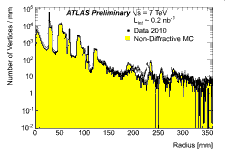 ATLAS Preliminary √s = 7 TeV
L_int ~ 0.2 nb⁻¹
Data 2010
Non-Diffractive MC
Number of Vertices / mm
10⁵
10⁴
10³
10²
10
1
10⁻¹
10⁻²
0 50 100 150 200 250 300 350
Radius [mm]